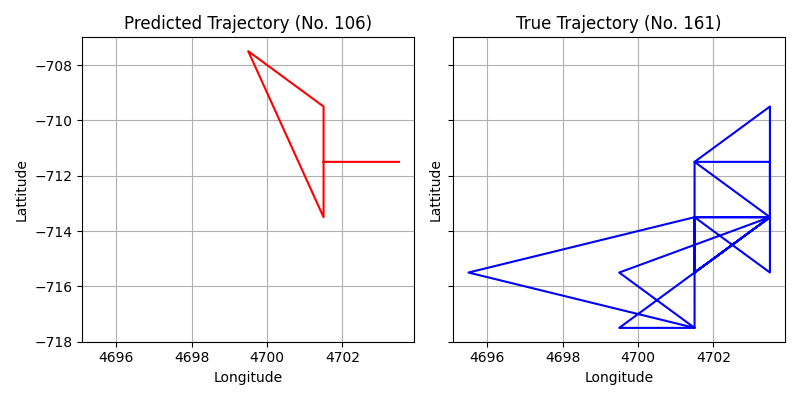 Predicted Trajectory (No. 106)
True Trajectory (No. 161)
−708
−710
−712
−714
−716
−718
Lattitude
Lattitude
4696 4698 4700 4702
4696 4698 4700 4702
Longitude
Longitude